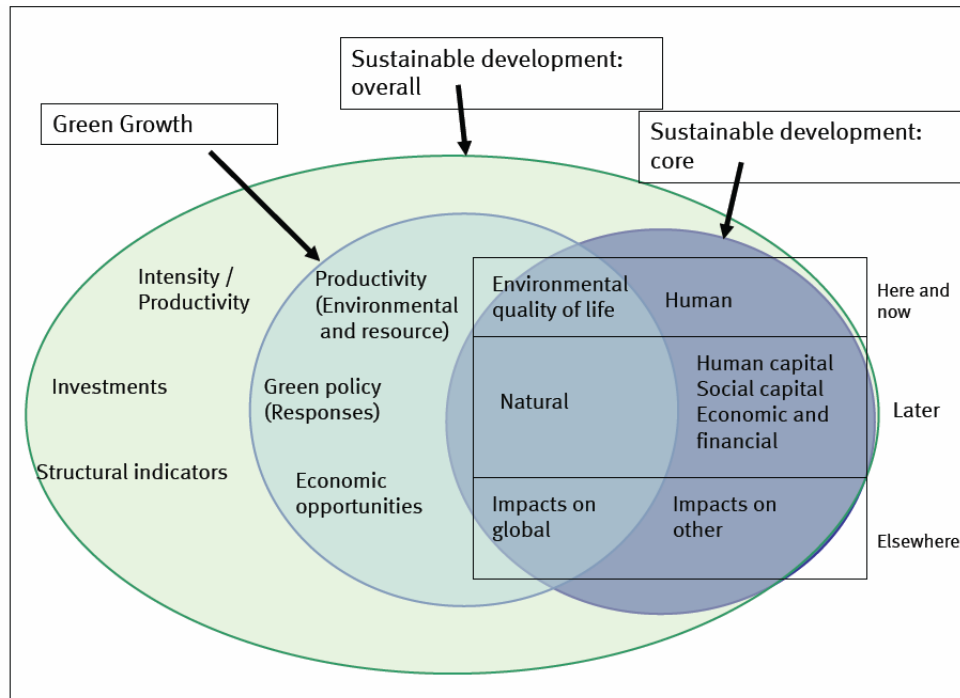 Sustainable development:
overall
Green Growth
Sustainable development:
core
Intensity /
Productivity
Productivity
(Environmental
and resource)
Environmental
quality of life
Human
Here and
now
Investments
Green policy
(Responses)
Natural
Human capital
Social capital
Economic and
financial
Later
Structural indicators
Economic
opportunities
Impacts on
global
Impacts on
other
Elsewhere